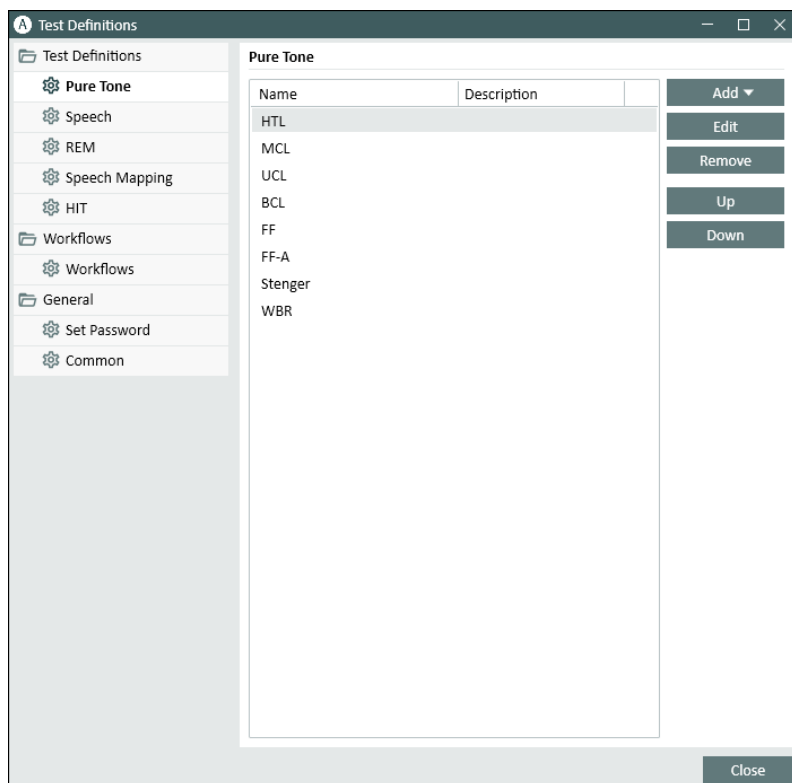 A Test Definitions
Test Definitions
Pure Tone
Speech
REM
Speech Mapping
HIT
Workflows
Workflows
General
Set Password
Common
Pure Tone
Name Description
HTL
MCL
UCL
BCL
FF
FF-A
Stenger
WBR
Add
Edit
Remove
Up
Down
Close